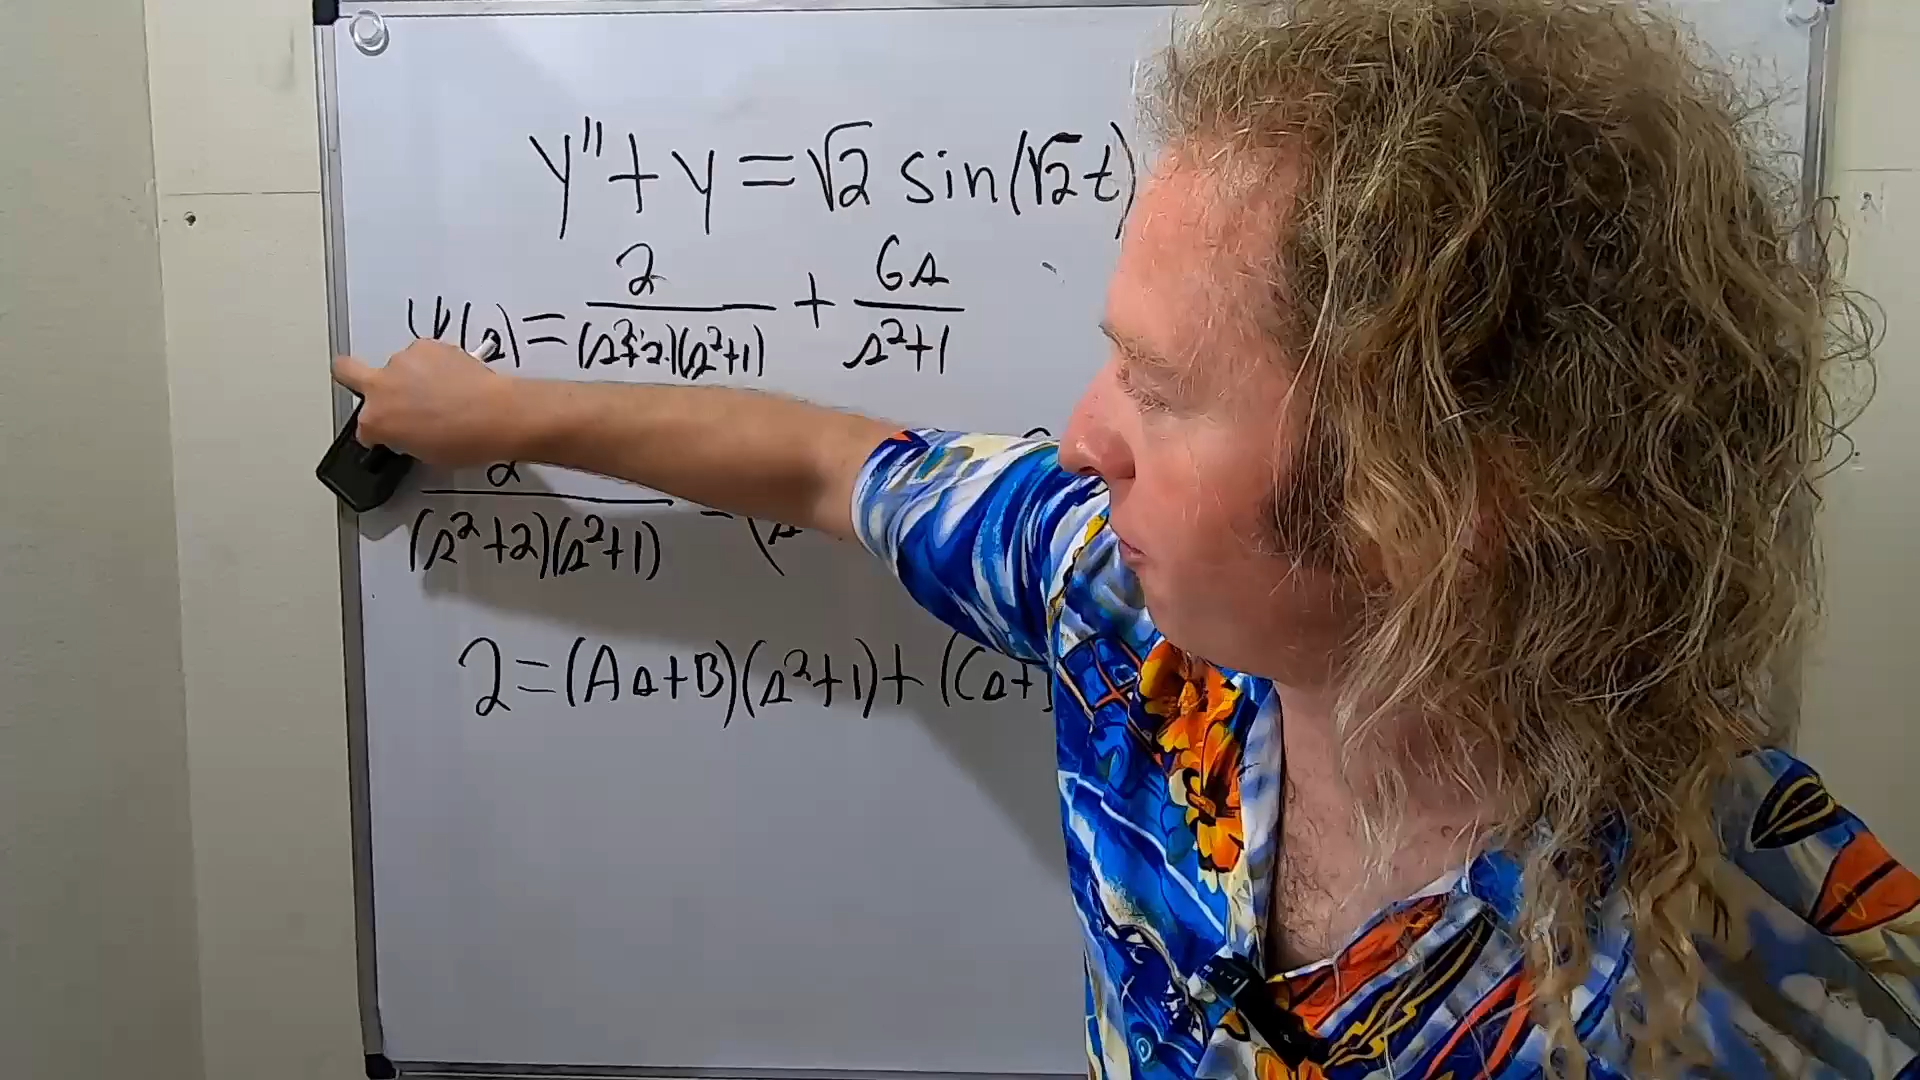 y'' + y = √2 sin(√2t)
Y(s) = 2/((s²+2)(s²+1)) + 6s/(s²+1)
2/((s²+2)(s²+1)) =
2 = (As+B)(s²+1) + (Cs+